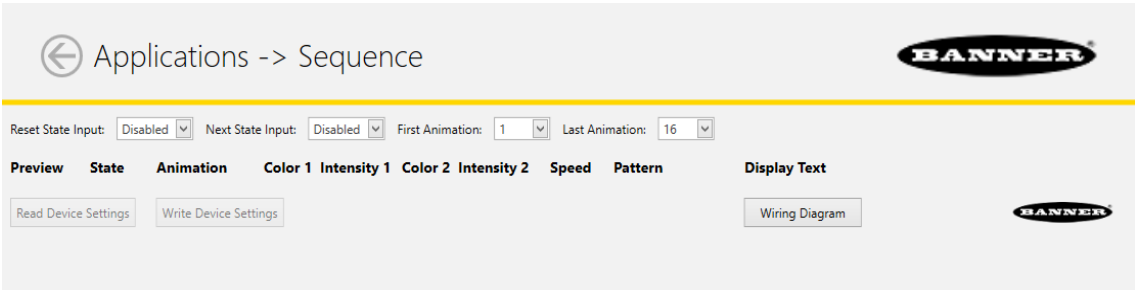 Applications -> Sequence
BANNER
Reset State Input: Disabled Next State Input: Disabled First Animation: 1 Last Animation: 16
Preview State Animation Color 1 Intensity 1 Color 2 Intensity 2 Speed Pattern Display Text
Read Device Settings Write Device Settings Wiring Diagram BANNER